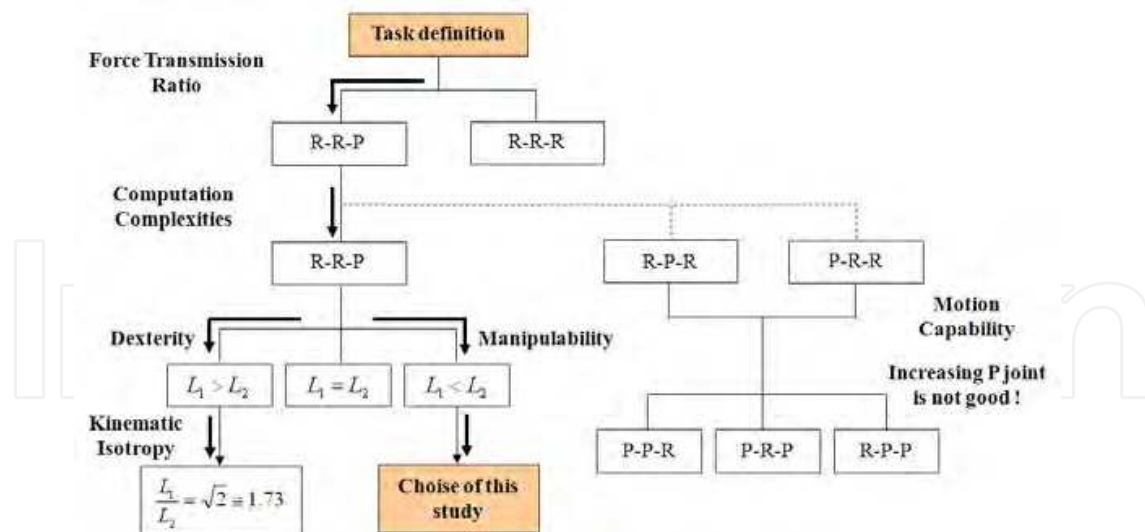 Task definition
Force Transmission
Ratio
R-R-P
R-R-R
Computation
Complexities
R-R-P
R-P-R
P-R-R
Motion
Capability
Dexterity
Manipulability
L₁ > L₂
L₁ = L₂
L₁ < L₂
Increasing P joint
is not good !
Kinematic
Isotropy
P-P-R
P-R-P
R-P-P
L₁/L₂ = √2 ≅ 1.73
Choise of this
study